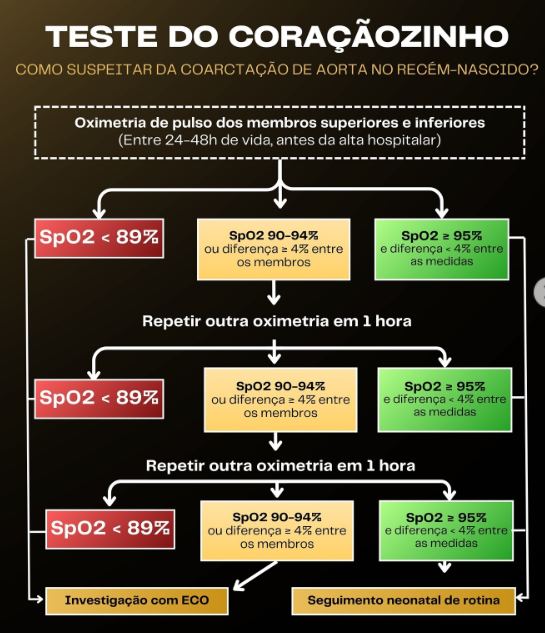 TESTE DO CORAÇÃOZINHO
COMO SUSPEITAR DA COARCTAÇÃO DE AORTA NO RECÉM-NASCIDO?
Oximetria de pulso dos membros superiores e inferiores
(Entre 24-48h de vida, antes da alta hospitalar)
SpO2 < 89%
SpO2 90-94%
ou diferença ≥ 4% entre
os membros
SpO2 ≥ 95%
e diferença < 4% entre
as medidas
Repetir outra oximetria em 1 hora
SpO2 < 89%
SpO2 90-94%
ou diferença ≥ 4% entre
os membros
SpO2 ≥ 95%
e diferença < 4% entre
as medidas
Repetir outra oximetria em 1 hora
SpO2 < 89%
SpO2 90-94%
ou diferença ≥ 4% entre
os membros
SpO2 ≥ 95%
e diferença < 4% entre
as medidas
Investigação com ECO
Seguimento neonatal de rotina